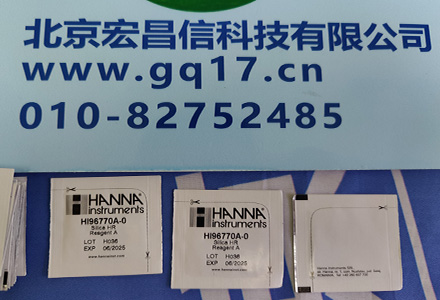 北京宏昌信科技有限公司
www.gq17.cn
010-82752485
HANNA
instruments
HI96770A-0
Silica HR
Reagent A
LOT H036
EXP 06/2025
www.hannainst.com
HANNA
instruments
HI96770A-0
Silica HR
Reagent A
LOT H036
EXP 06/2025
www.hannainst.com